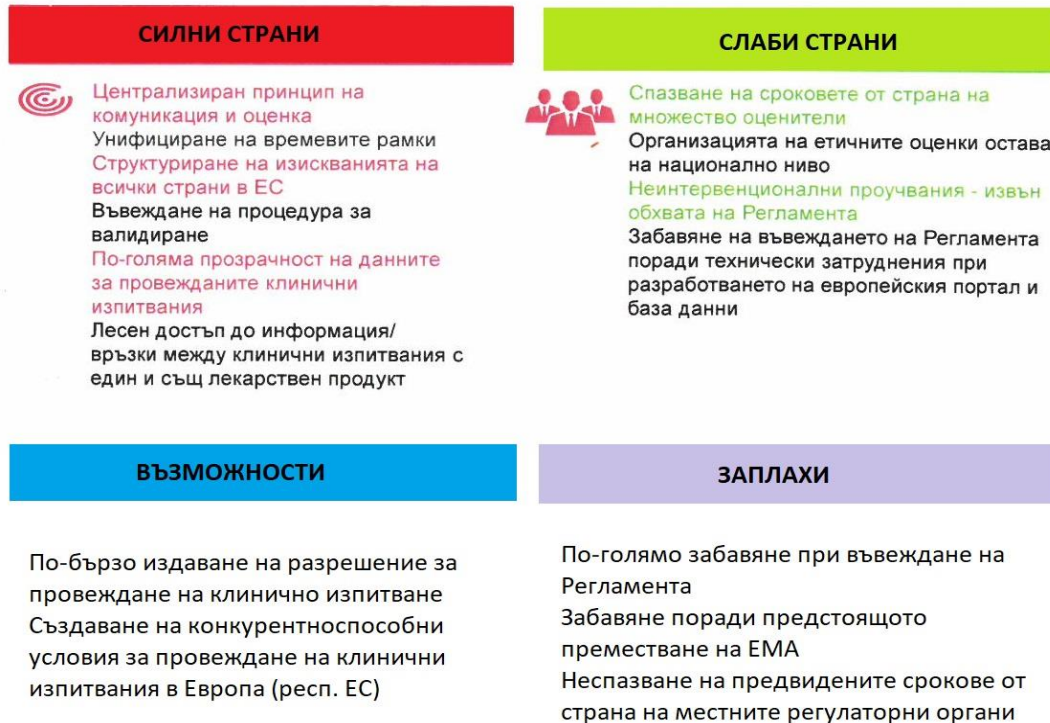 СИЛНИ СТРАНИ
Централизиран принцип на
комуникация и оценка
Унифициране на времевите рамки
Структуриране на изискванията на
всички страни в ЕС
Въвеждане на процедура за
валидиране
По-голяма прозрачност на данните
за провежданите клинични
изпитвания
Лесен достъп до информация/
връзки между клинични изпитвания с
един и същ лекарствен продукт
СЛАБИ СТРАНИ
Спазване на сроковете от страна на
множество оценители
Организацията на етичните оценки остава
на национално ниво
Неинтервенционални проучвания - извън
обхвата на Регламента
Забавяне на въвеждането на Регламента
поради технически затруднения при
разработването на европейския портал и
база данни
ВЪЗМОЖНОСТИ
По-бързо издаване на разрешение за
провеждане на клинично изпитване
Създаване на конкурентноспособни
условия за провеждане на клинични
изпитвания в Европа (респ. ЕС)
ЗАПЛАХИ
По-голямо забавяне при въвеждане на
Регламента
Забавяне поради предстоящото
преместване на ЕМА
Неспазване на предвидените срокове от
страна на местните регулаторни органи